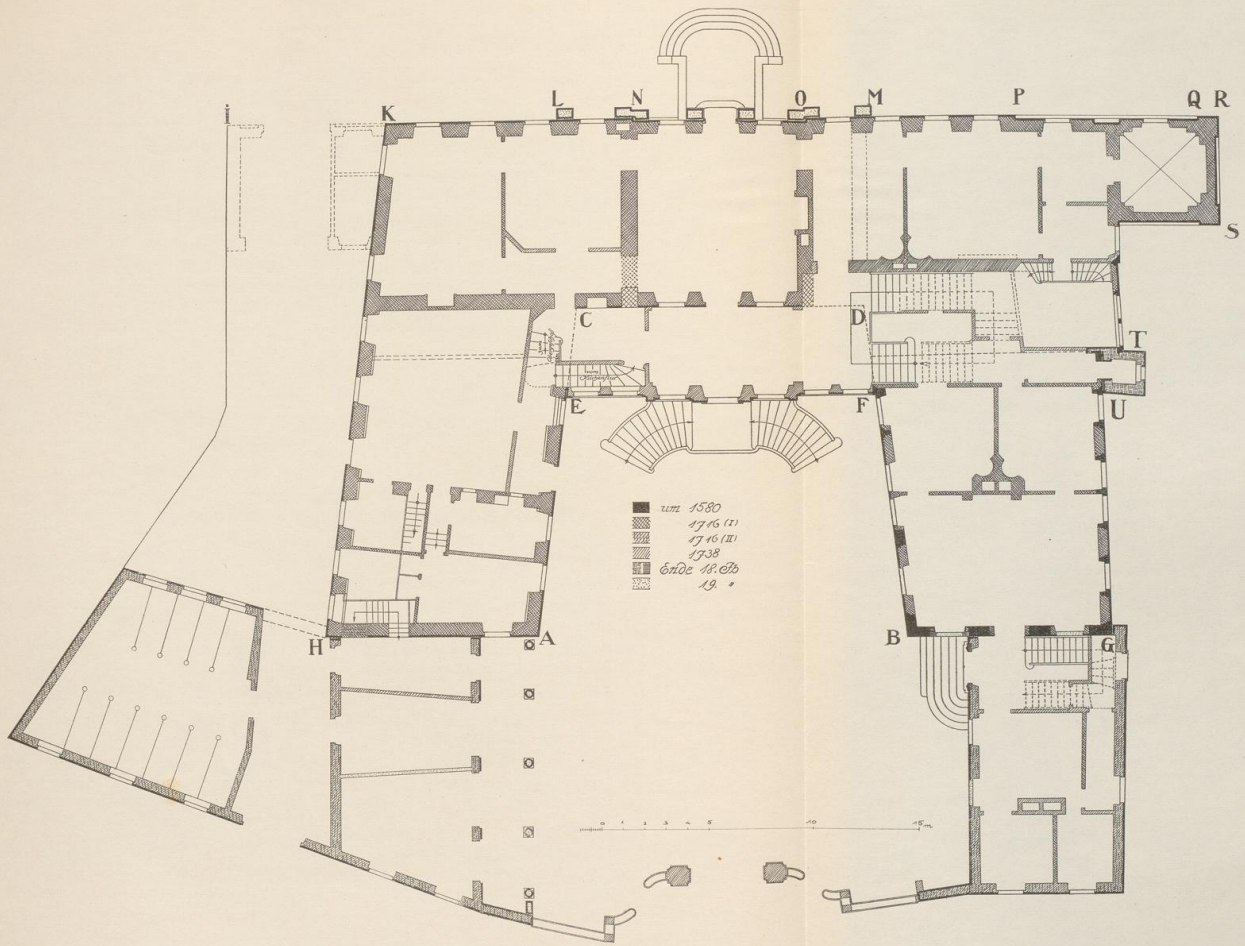 i
K L N O M P Q R
S
C D
T
E F U
um 1580
1716 (I)
1716 (II)
1738
Ende 18. Jh
19. "
H A B G
0 1 2 3 4 5 10 15 m